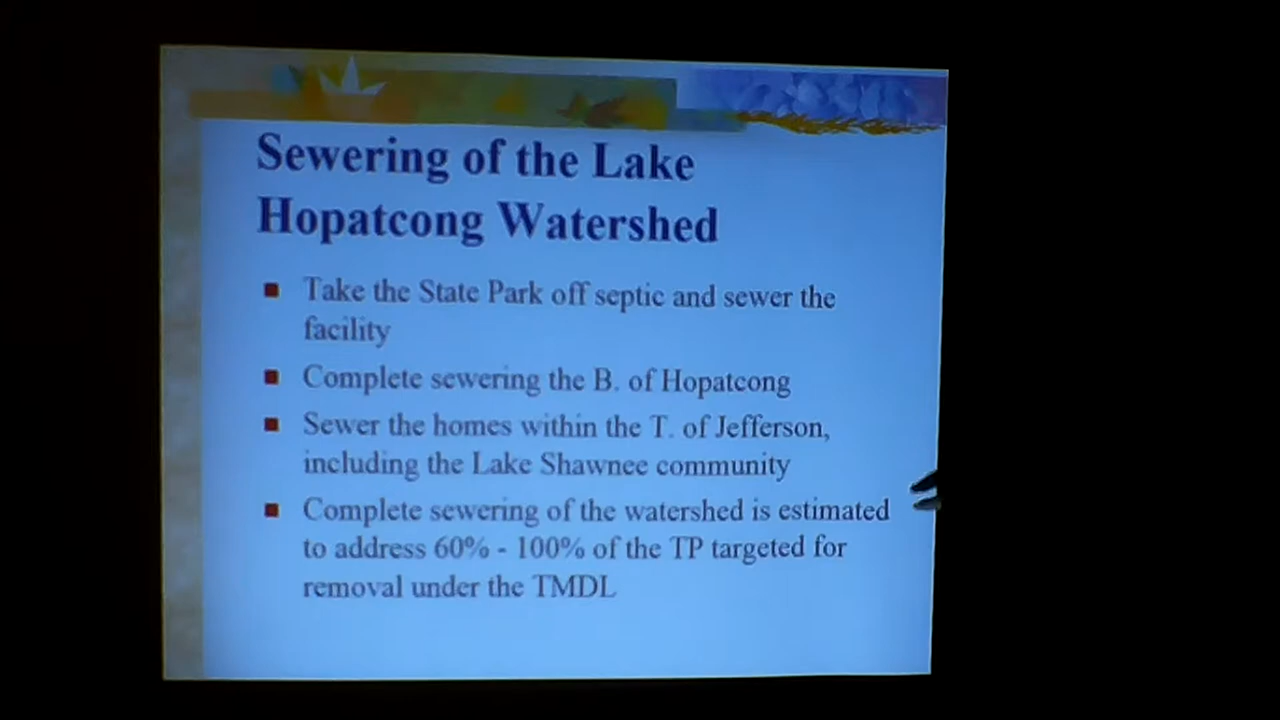 Sewering of the Lake
Hopatcong Watershed
Take the State Park off septic and sewer the
facility
Complete sewering the B. of Hopatcong
Sewer the homes within the T. of Jefferson,
including the Lake Shawnee community
Complete sewering of the watershed is estimated
to address 60% - 100% of the TP targeted for
removal under the TMDL